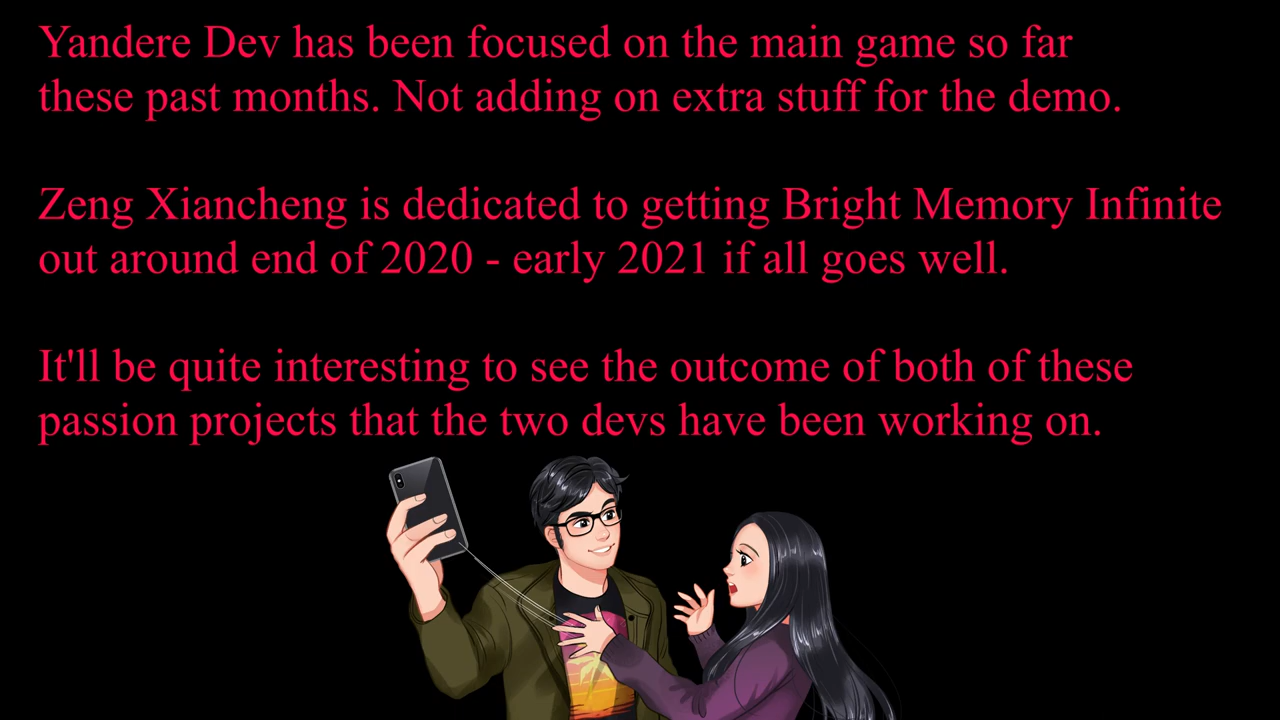 Yandere Dev has been focused on the main game so far
these past months. Not adding on extra stuff for the demo.
Zeng Xiancheng is dedicated to getting Bright Memory Infinite
out around end of 2020 - early 2021 if all goes well.
It'll be quite interesting to see the outcome of both of these
passion projects that the two devs have been working on.